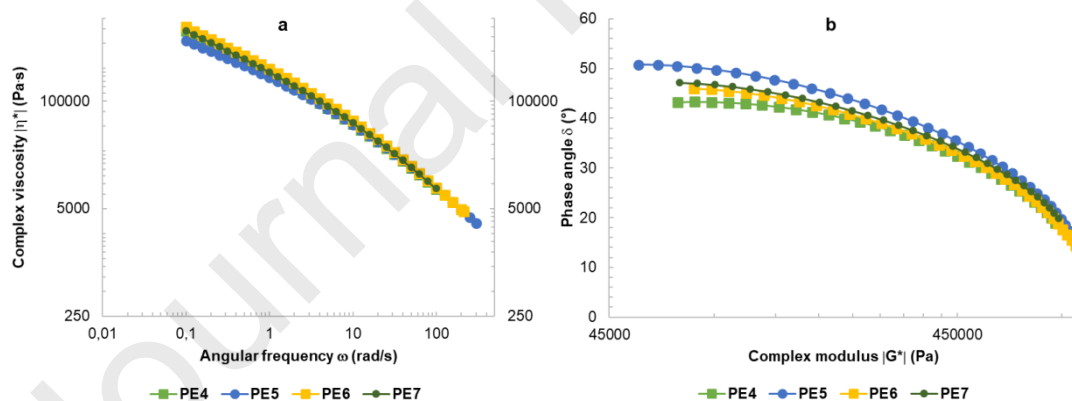 a
Complex viscosity |η*| (Pa·s)
100000
5000
250
0,01
0,1
1
10
100
Angular frequency ω (rad/s)
100000
5000
250
PE4 PE5 PE6 PE7
b
Phase angle δ (°)
60
50
40
30
20
10
0
45000
450000
Complex modulus |G*| (Pa)
PE4 PE5 PE6 PE7
Journal